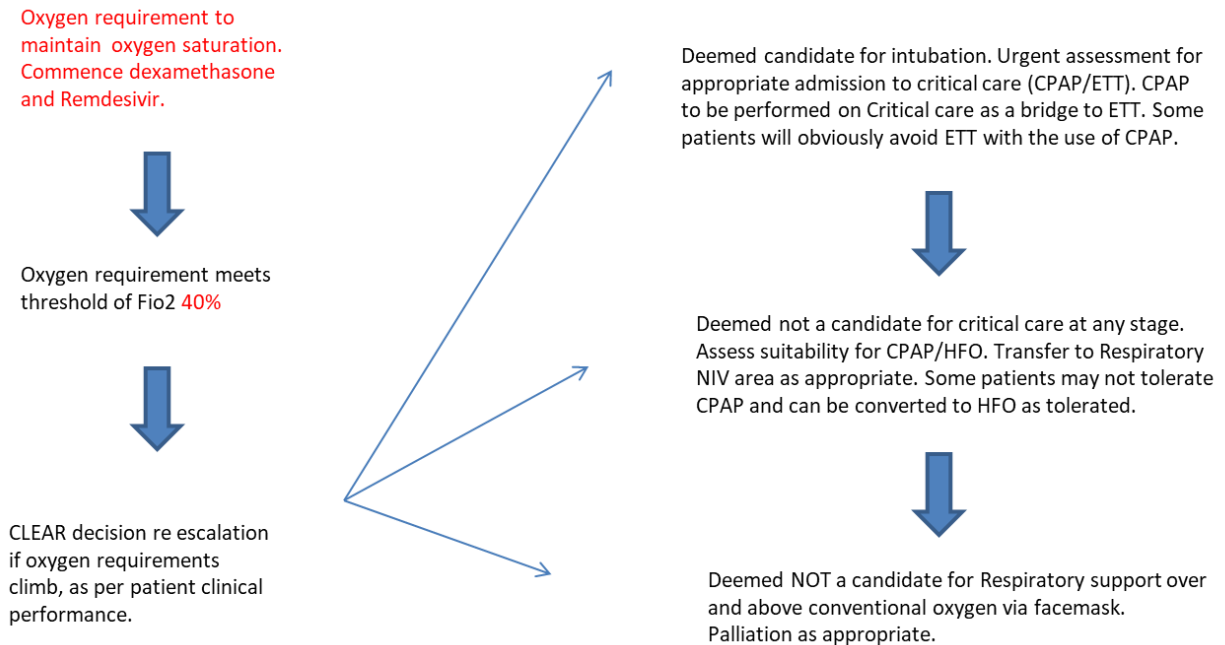 Oxygen requirement to
maintain oxygen saturation.
Commence dexamethasone
and Remdesivir.
Oxygen requirement meets
threshold of Fio2 40%
CLEAR decision re escalation
if oxygen requirements
climb, as per patient clinical
performance.
Deemed candidate for intubation. Urgent assessment for
appropriate admission to critical care (CPAP/ETT). CPAP
to be performed on Critical care as a bridge to ETT. Some
patients will obviously avoid ETT with the use of CPAP.
Deemed not a candidate for critical care at any stage.
Assess suitability for CPAP/HFO. Transfer to Respiratory
NIV area as appropriate. Some patients may not tolerate
CPAP and can be converted to HFO as tolerated.
Deemed NOT a candidate for Respiratory support over
and above conventional oxygen via facemask.
Palliation as appropriate.